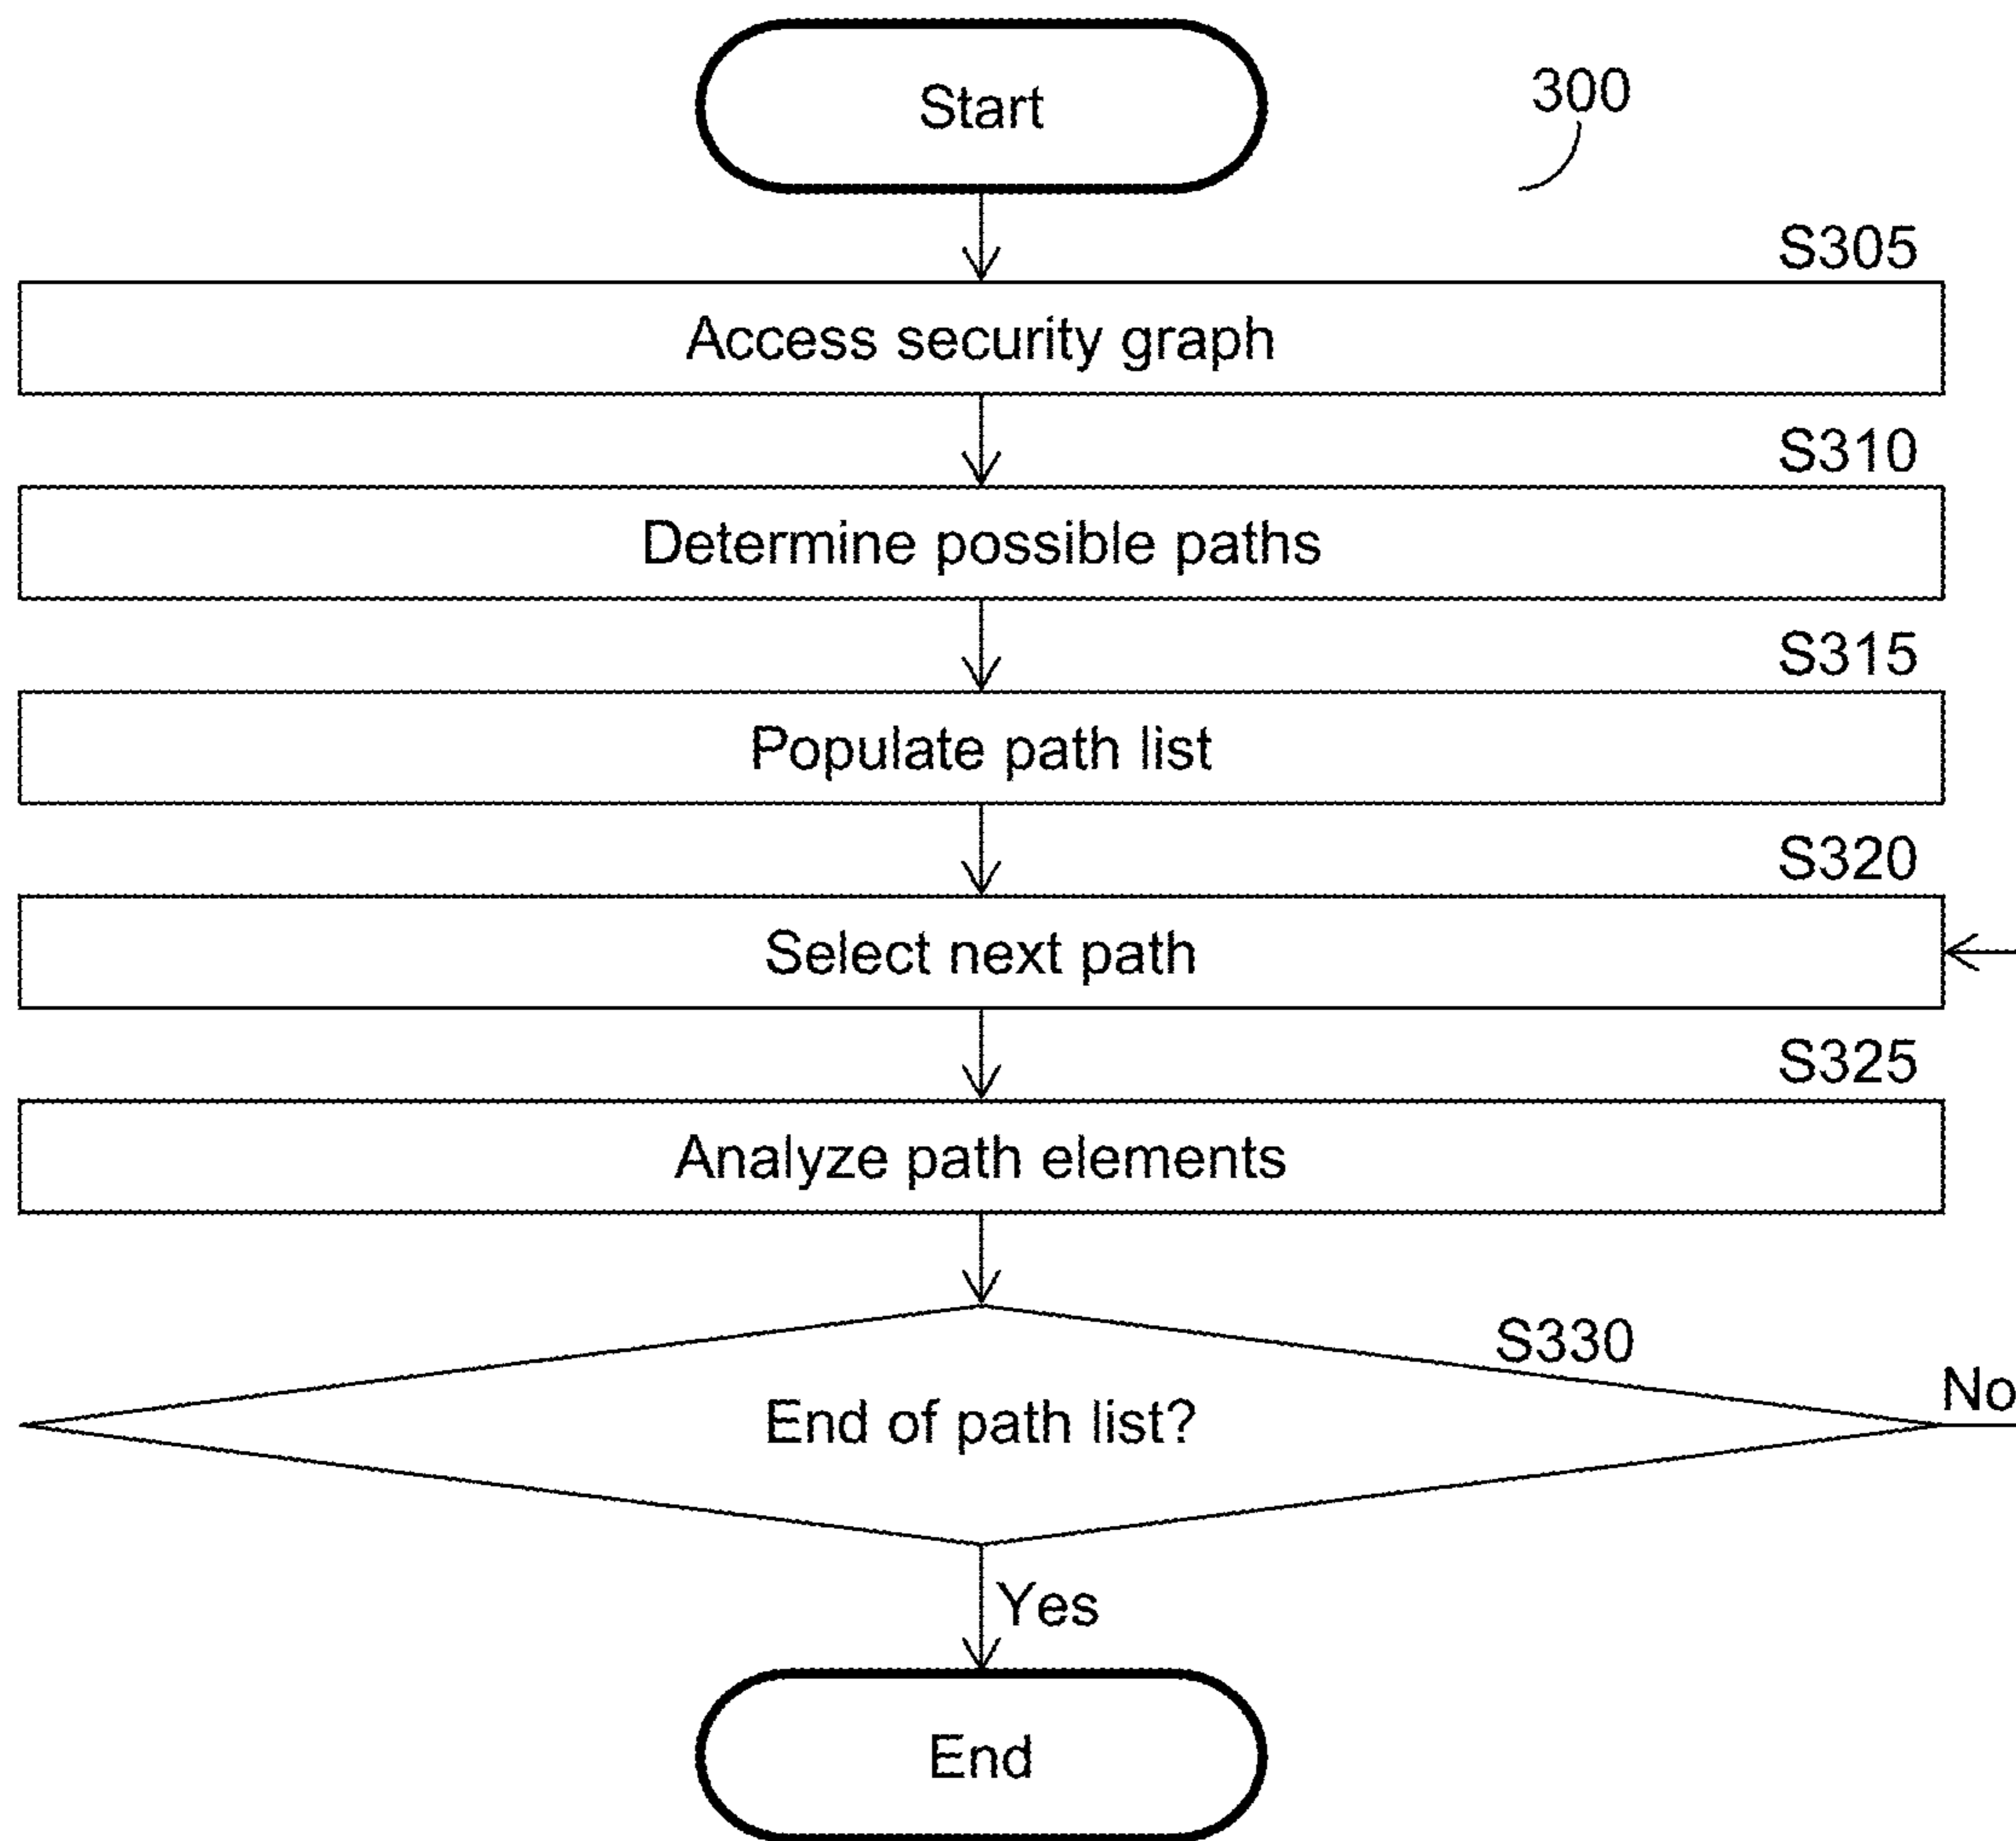 Start
300
S305
Access security graph
S310
Determine possible paths
S315
Populate path list
S320
Select next path
S325
Analyze path elements
S330
End of path list?
No
Yes
End